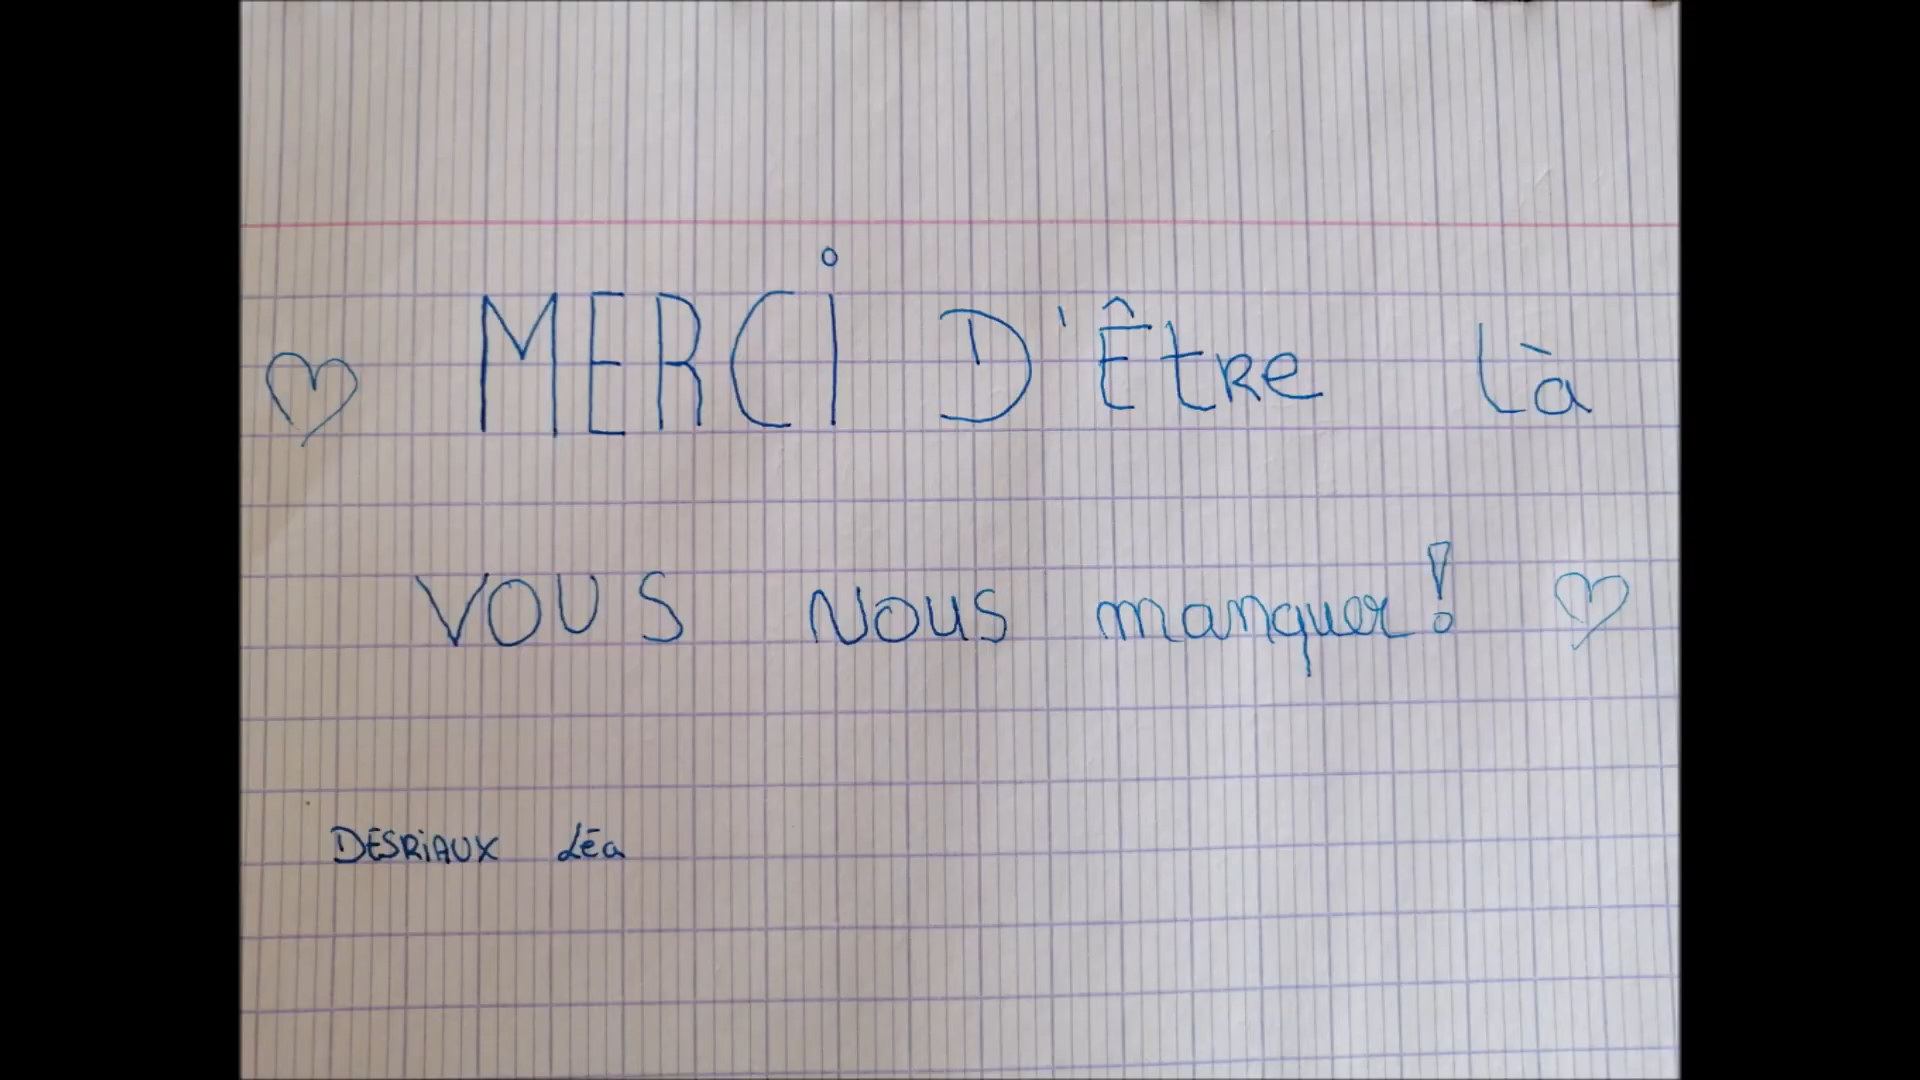 ♡ MERCi D'Être là
VOUS NOUS manquer! ♡
DESRiAUX Léa